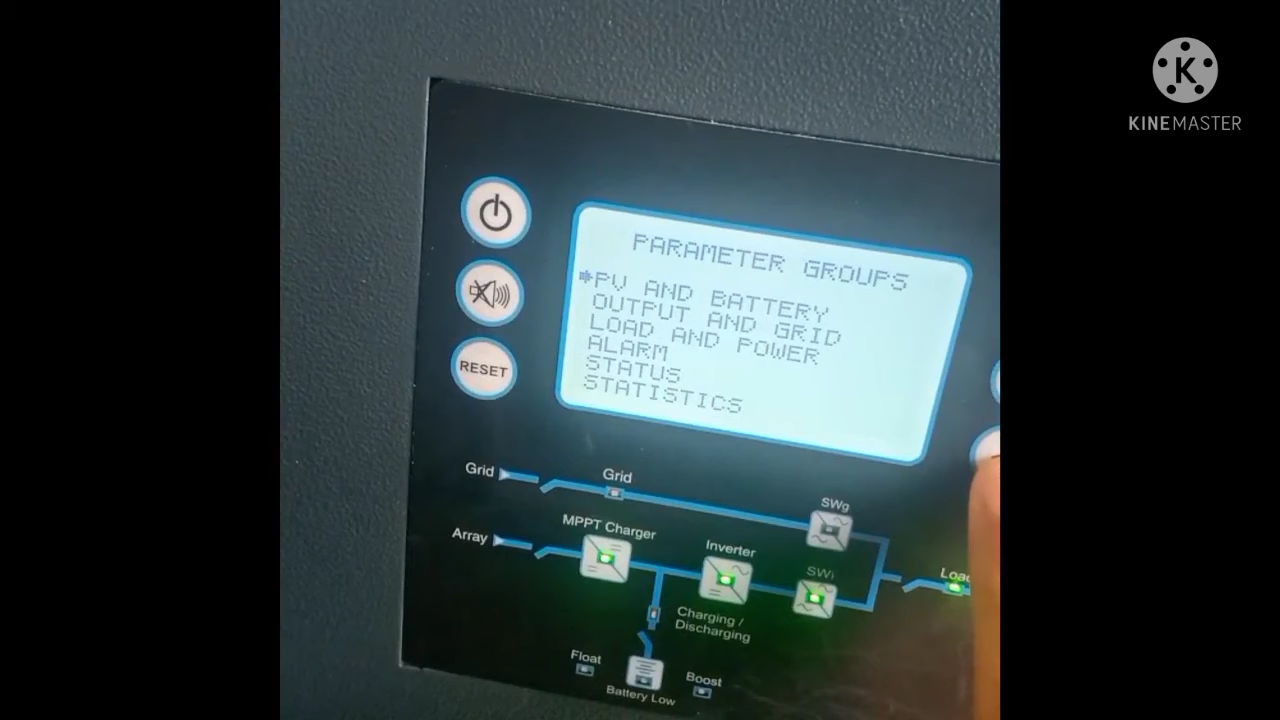 K
KINEMASTER
RESET
PARAMETER GROUPS
PV AND BATTERY
OUTPUT AND GRID
LOAD AND POWER
ALARM
STATUS
STATISTICS
Grid
Grid
SWg
MPPT Charger
Array
Inverter
SWi
Load
Charging /
Discharging
Float
Boost
Battery Low